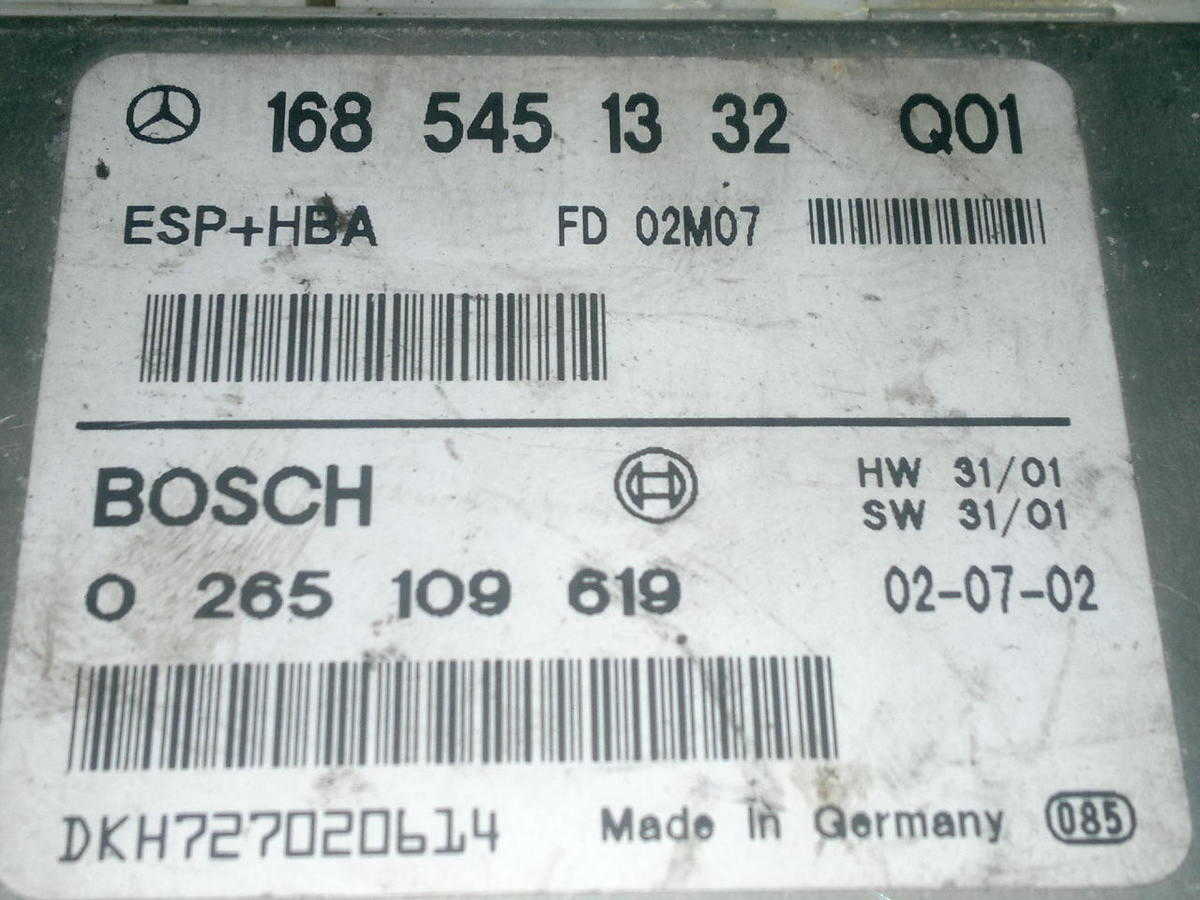 168 545 13 32 Q01
ESP+HBA FD 02M07
BOSCH HW 31/01
SW 31/01
0 265 109 619 02-07-02
DKH727020614 Made in Germany 085